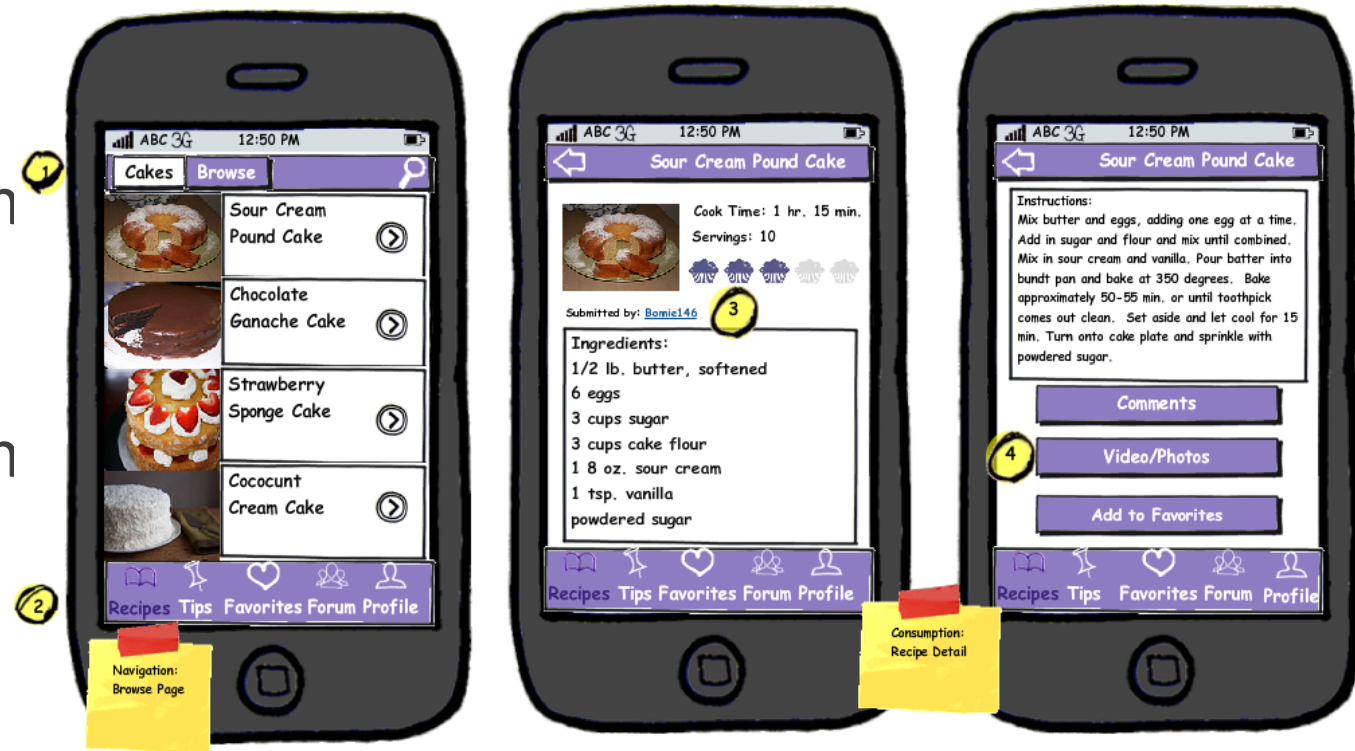 1
ABC 3G 12:50 PM
Cakes Browse
Sour Cream
Pound Cake
Chocolate
Ganache Cake
Strawberry
Sponge Cake
Cococunt
Cream Cake
2
Recipes Tips Favorites Forum Profile
Navigation:
Browse Page
ABC 3G 12:50 PM
Sour Cream Pound Cake
Cook Time: 1 hr. 15 min.
Servings: 10
Submitted by: Bomie146
3
Ingredients:
1/2 lb. butter, softened
6 eggs
3 cups sugar
3 cups cake flour
1 8 oz. sour cream
1 tsp. vanilla
powdered sugar
Recipes Tips Favorites Forum Profile
Consumption:
Recipe Detail
ABC 3G 12:50 PM
Sour Cream Pound Cake
Instructions:
Mix butter and eggs, adding one egg at a time.
Add in sugar and flour and mix until combined.
Mix in sour cream and vanilla. Pour batter into
bundt pan and bake at 350 degrees. Bake
approximately 50-55 min. or until toothpick
comes out clean. Set aside and let cool for 15
min. Turn onto cake plate and sprinkle with
powdered sugar.
Comments
4
Video/Photos
Add to Favorites
Recipes Tips Favorites Forum Profile